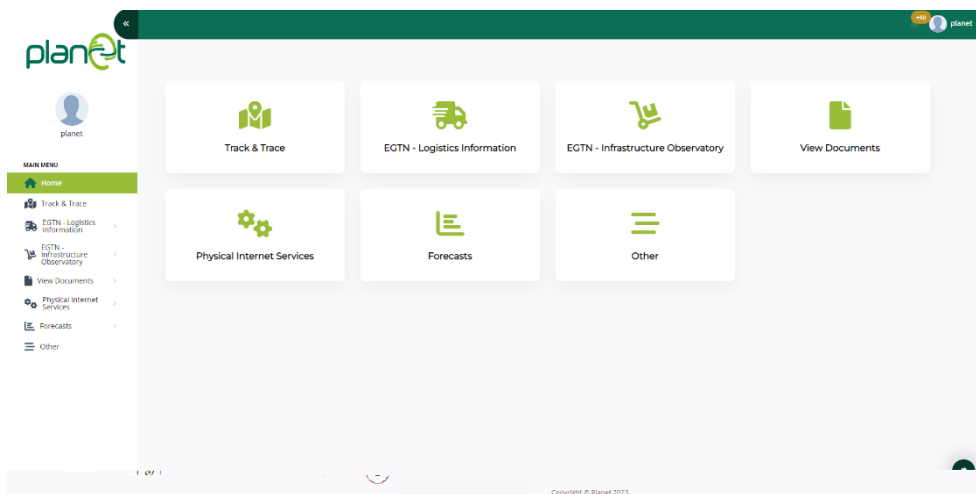 «
+50
planet
planet
planet
MAIN MENU
Home
Track & Trace
EGTN - Logistics
Information
EGTN -
Infrastructure
Observatory
View Documents
Physical Internet
Services
Forecasts
Other
Track & Trace
EGTN - Logistics Information
EGTN - Infrastructure Observatory
View Documents
Physical Internet Services
Forecasts
Other
Copyright © Planet 2023